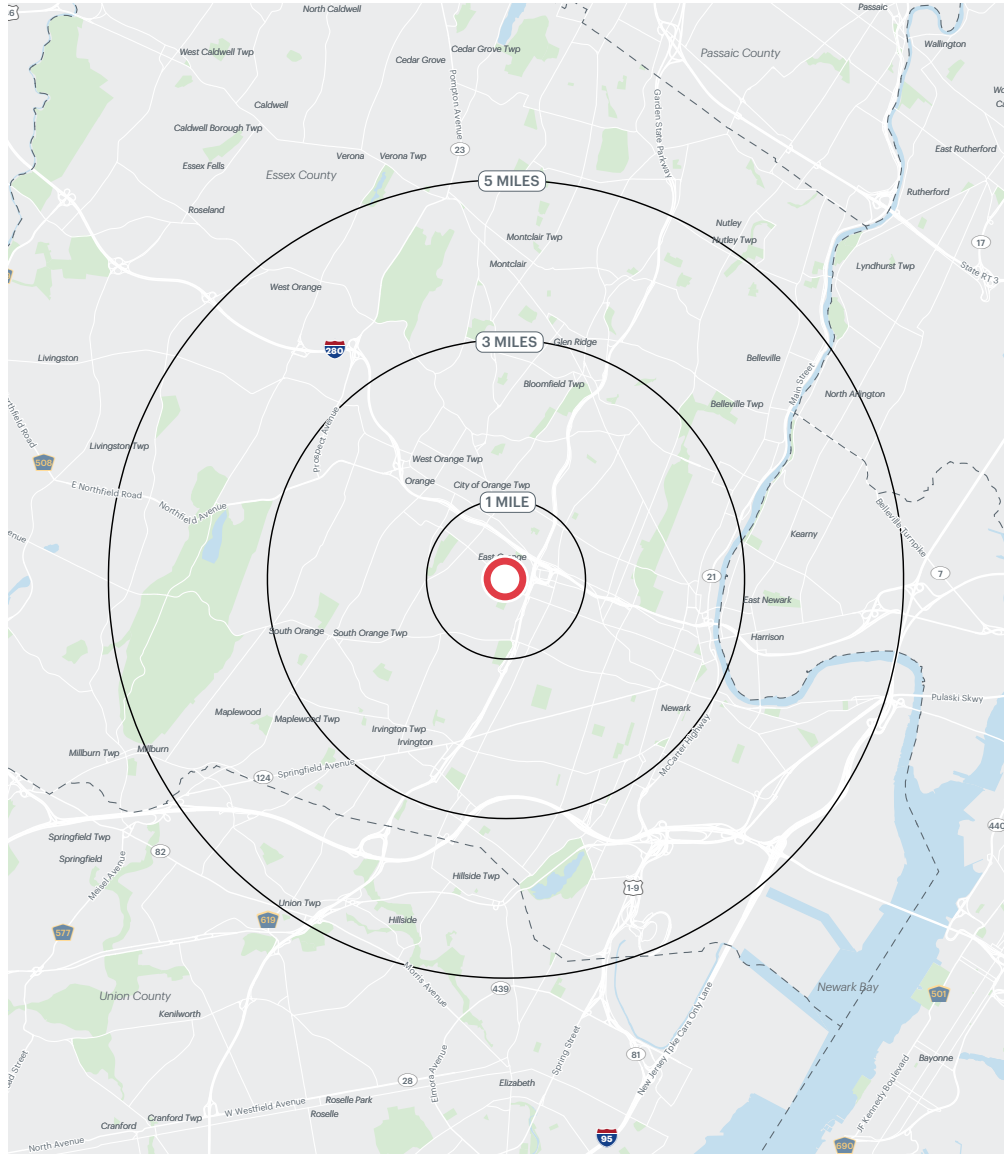 North Caldwell
Passaic
Wallington
West Caldwell Twp
Cedar Grove Twp
Cedar Grove
Passaic County
Pompton Avenue
Garden State Parkway
Caldwell
Caldwell Borough Twp
23
Verona
Verona Twp
East Rutherford
Essex Fells
Essex County
5 MILES
Rutherford
Roseland
Nutley
Nutley Twp
Montclair Twp
17
Montclair
Lyndhurst Twp
State RT 3
West Orange
280
3 MILES
Glen Ridge
Livingston
Belleville
Main Street
Bloomfield Twp
North Arlington
Belleville Twp
Prospect Avenue
Livingston Twp
508
West Orange Twp
Orange
City of Orange Twp
E Northfield Road
Northfield Avenue
1 MILE
Belleville Turnpike
Kearny
East Orange
21
7
East Newark
South Orange
South Orange Twp
Harrison
Pulaski Skwy
Maplewood
Maplewood Twp
Newark
Irvington Twp
Irvington
McCarter Highway
Millburn Twp
Millburn
124
Springfield Avenue
440
Springfield Twp
Springfield
82
Meisel Avenue
Hillside Twp
1-9
Union Twp
619
Hillside
577
Morris Avenue
439
Newark Bay
501
Union County
Kenilworth
New Jersey Tpke Cars Only Lane
Spring Street
81
Elmora Avenue
Bayonne
28
Elizabeth
JF Kennedy Boulevard
W Westfield Avenue
Roselle Park
Roselle
Cranford Twp
Cranford
North Avenue
95
690